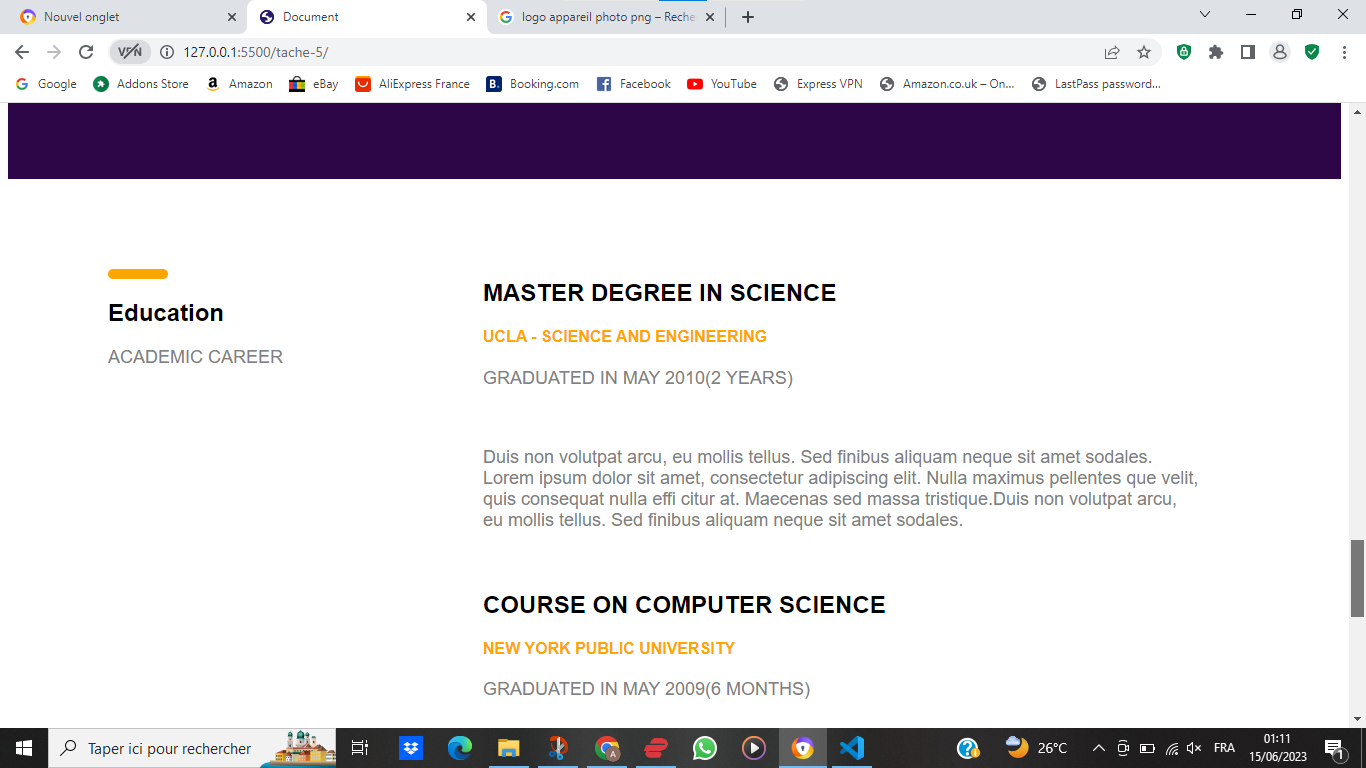 Nouvel onglet
Document
logo appareil photo png – Reche
VPN
127.0.0.1:5500/tache-5/
Google
Addons Store
Amazon
eBay
AliExpress France
Booking.com
Facebook
YouTube
Express VPN
Amazon.co.uk – On...
LastPass password...
Education
ACADEMIC CAREER
MASTER DEGREE IN SCIENCE
UCLA - SCIENCE AND ENGINEERING
GRADUATED IN MAY 2010(2 YEARS)
Duis non volutpat arcu, eu mollis tellus. Sed finibus aliquam neque sit amet sodales.
Lorem ipsum dolor sit amet, consectetur adipiscing elit. Nulla maximus pellentes que velit,
quis consequat nulla effi citur at. Maecenas sed massa tristique.Duis non volutpat arcu,
eu mollis tellus. Sed finibus aliquam neque sit amet sodales.
COURSE ON COMPUTER SCIENCE
NEW YORK PUBLIC UNIVERSITY
GRADUATED IN MAY 2009(6 MONTHS)
Taper ici pour rechercher
26°C
FRA
01:11
15/06/2023
1